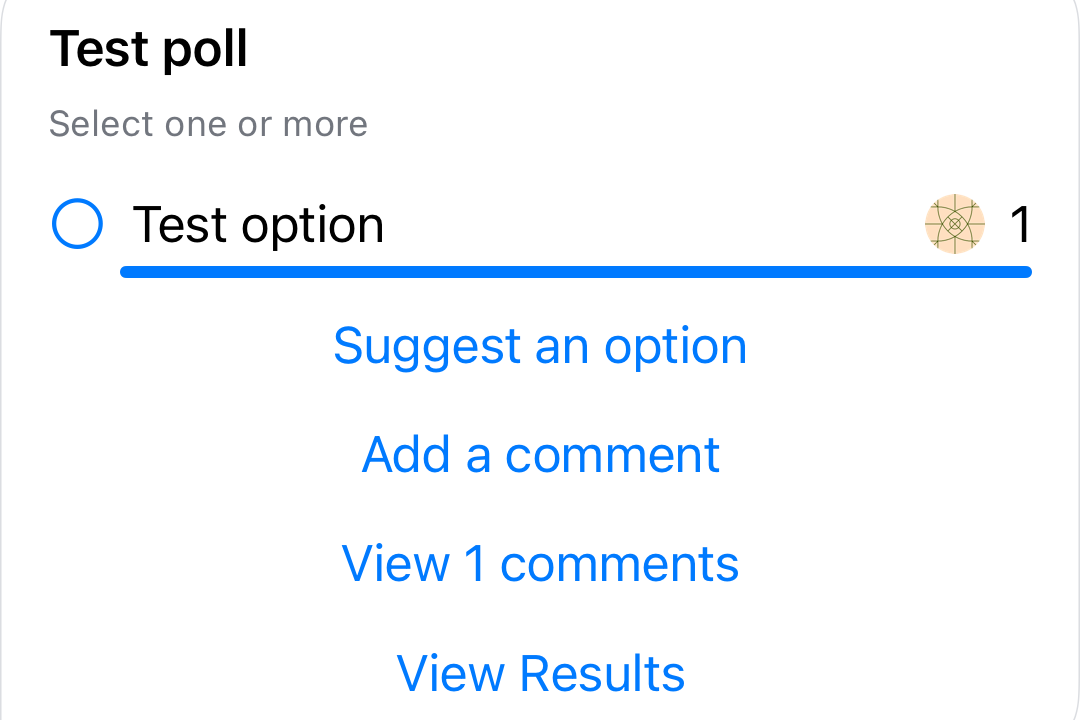 Test poll
Select one or more
Test option 1
Suggest an option
Add a comment
View 1 comments
View Results